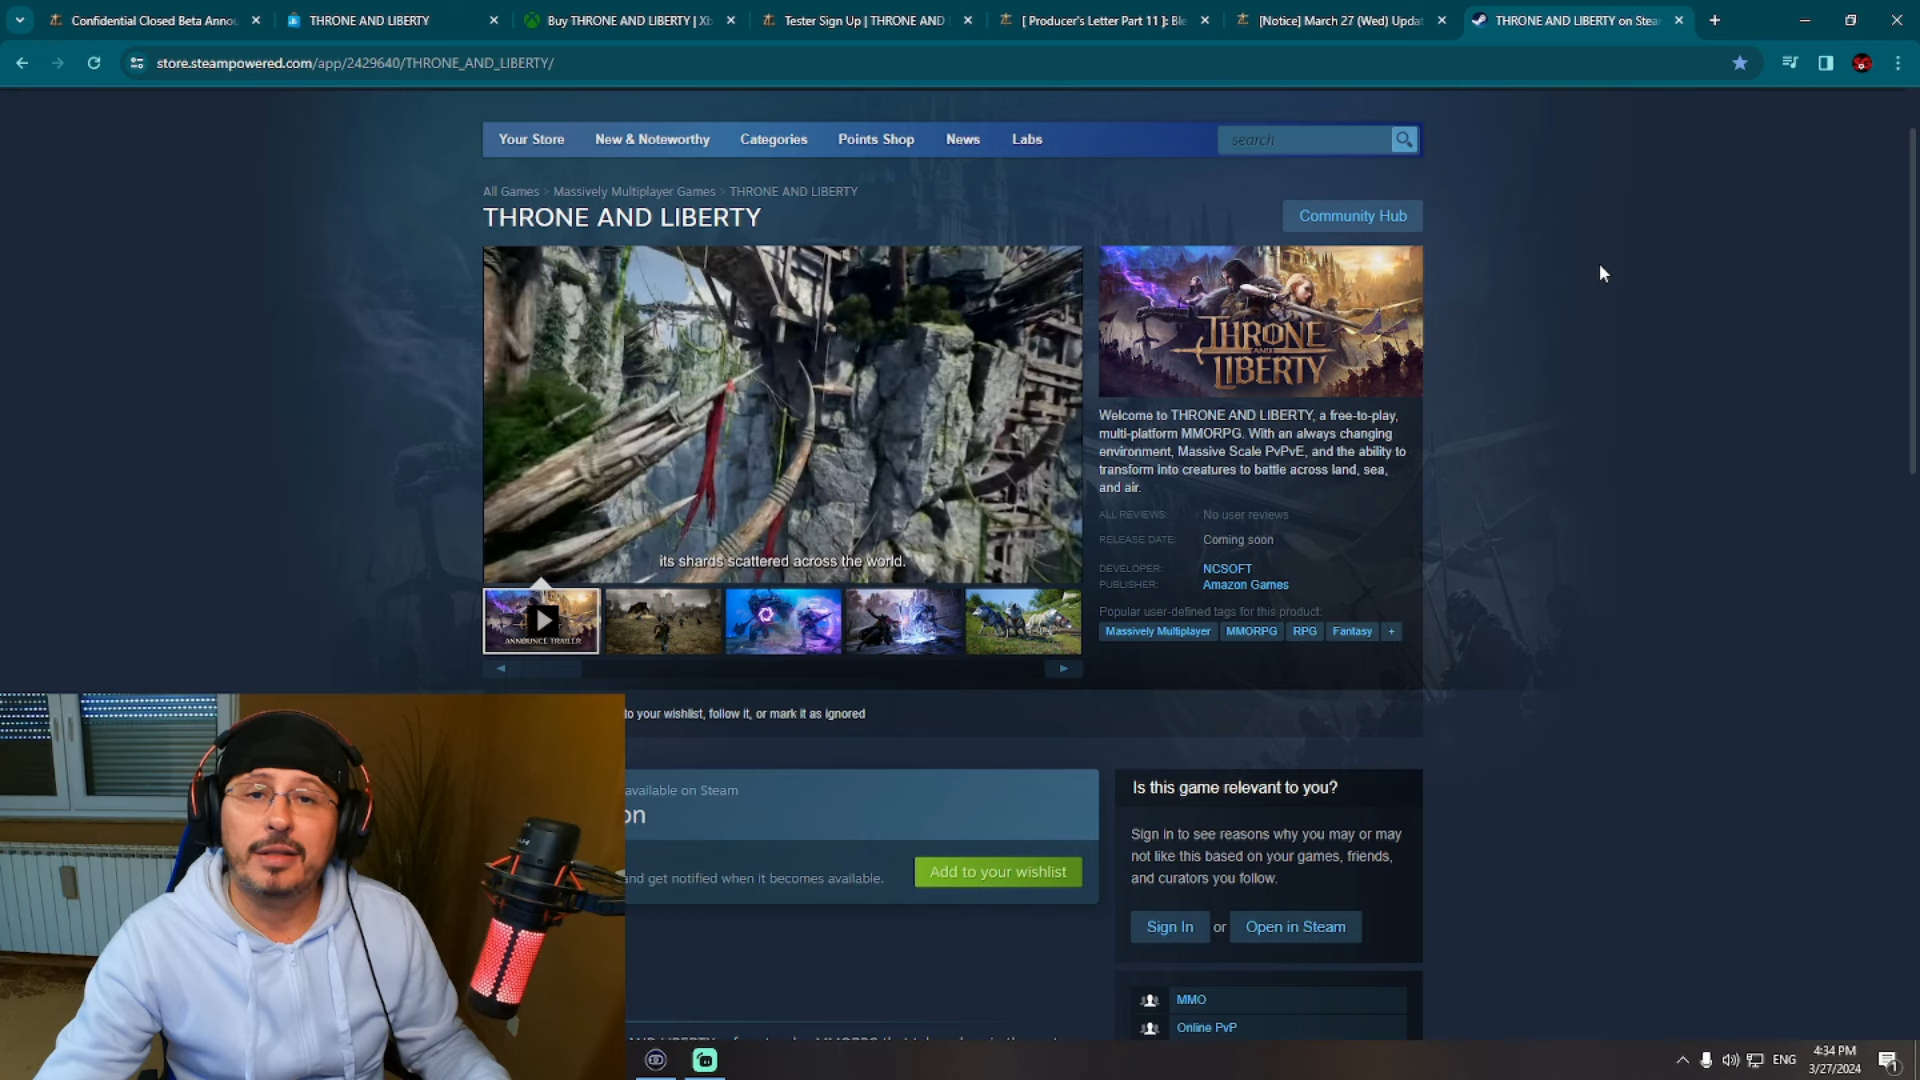 Confidential Closed Beta Annou
THRONE AND LIBERTY
Buy THRONE AND LIBERTY | Xb
Tester Sign Up | THRONE AND
[ Producer's Letter Part 11 ]: Ble
[Notice] March 27 (Wed) Updat
THRONE AND LIBERTY on Stea
store.steampowered.com/app/2429640/THRONE_AND_LIBERTY/
Your Store
New & Noteworthy
Categories
Points Shop
News
Labs
search
All Games > Massively Multiplayer Games > THRONE AND LIBERTY
THRONE AND LIBERTY
Community Hub
its shards scattered across the world.
ANNOUNCE TRAILER
THRONE
AND
LIBERTY
Welcome to THRONE AND LIBERTY, a free-to-play,
multi-platform MMORPG. With an always changing
environment, Massive Scale PvPvE, and the ability to
transform into creatures to battle across land, sea,
and air.
ALL REVIEWS: No user reviews
RELEASE DATE: Coming soon
DEVELOPER: NCSOFT
PUBLISHER: Amazon Games
Popular user-defined tags for this product:
Massively Multiplayer MMORPG RPG Fantasy +
to your wishlist, follow it, or mark it as ignored
available on Steam
on
and get notified when it becomes available.
Add to your wishlist
Is this game relevant to you?
Sign in to see reasons why you may or may
not like this based on your games, friends,
and curators you follow.
Sign In or Open in Steam
MMO
Online PvP
ENG
4:34 PM
3/27/2024
1